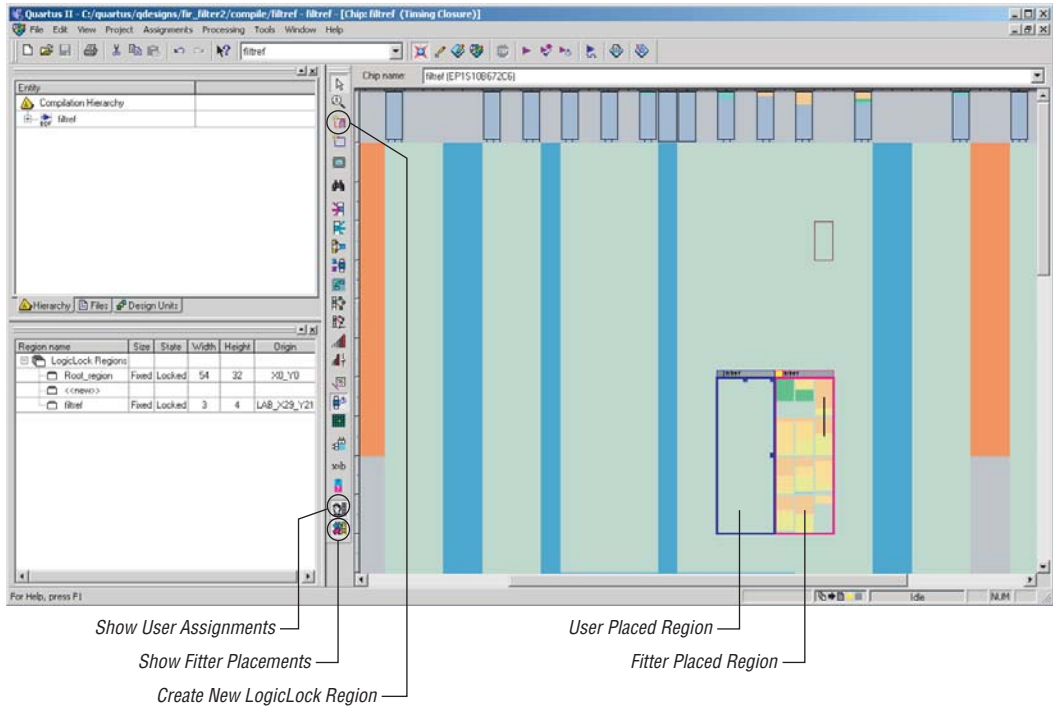 Quartus II - C:/quartus/qdesigns/fir_filter2/compile/filtref - filtref - [Chip: filtref (Timing Closure)]
File Edit View Project Assignments Processing Tools Window Help
filtref
Chip name: filtref (EP1S10B672C6)
Entity
Compilation Hierarchy
filtref
Hierarchy Files Design Units
Region name Size State Width Height Origin
LogicLock Regions
Root_region Fixed Locked 54 32 X0_Y0
<<new>>
filtref Fixed Locked 3 4 LAB_X29_Y21
filtref filtref
For Help, press F1
Idle NUM
Show User Assignments
User Placed Region
Show Fitter Placements
Fitter Placed Region
Create New LogicLock Region